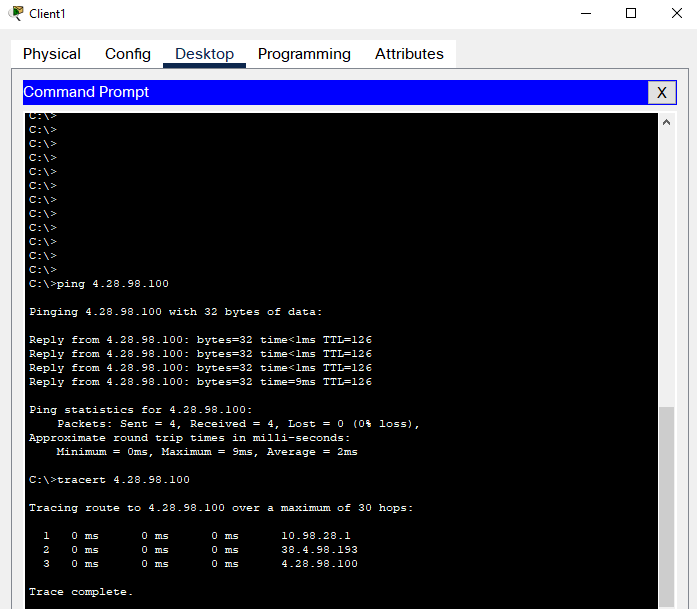 Client1
Physical Config Desktop Programming Attributes
Command Prompt X
C:\>
C:\>
C:\>
C:\>
C:\>
C:\>
C:\>
C:\>
C:\>
C:\>
C:\>
C:\>
C:\>ping 4.28.98.100
Pinging 4.28.98.100 with 32 bytes of data:
Reply from 4.28.98.100: bytes=32 time<1ms TTL=126
Reply from 4.28.98.100: bytes=32 time<1ms TTL=126
Reply from 4.28.98.100: bytes=32 time<1ms TTL=126
Reply from 4.28.98.100: bytes=32 time=9ms TTL=126
Ping statistics for 4.28.98.100:
    Packets: Sent = 4, Received = 4, Lost = 0 (0% loss),
Approximate round trip times in milli-seconds:
    Minimum = 0ms, Maximum = 9ms, Average = 2ms
C:\>tracert 4.28.98.100
Tracing route to 4.28.98.100 over a maximum of 30 hops:
  1   0 ms      0 ms      0 ms      10.98.28.1
  2   0 ms      0 ms      0 ms      38.4.98.193
  3   0 ms      0 ms      0 ms      4.28.98.100
Trace complete.